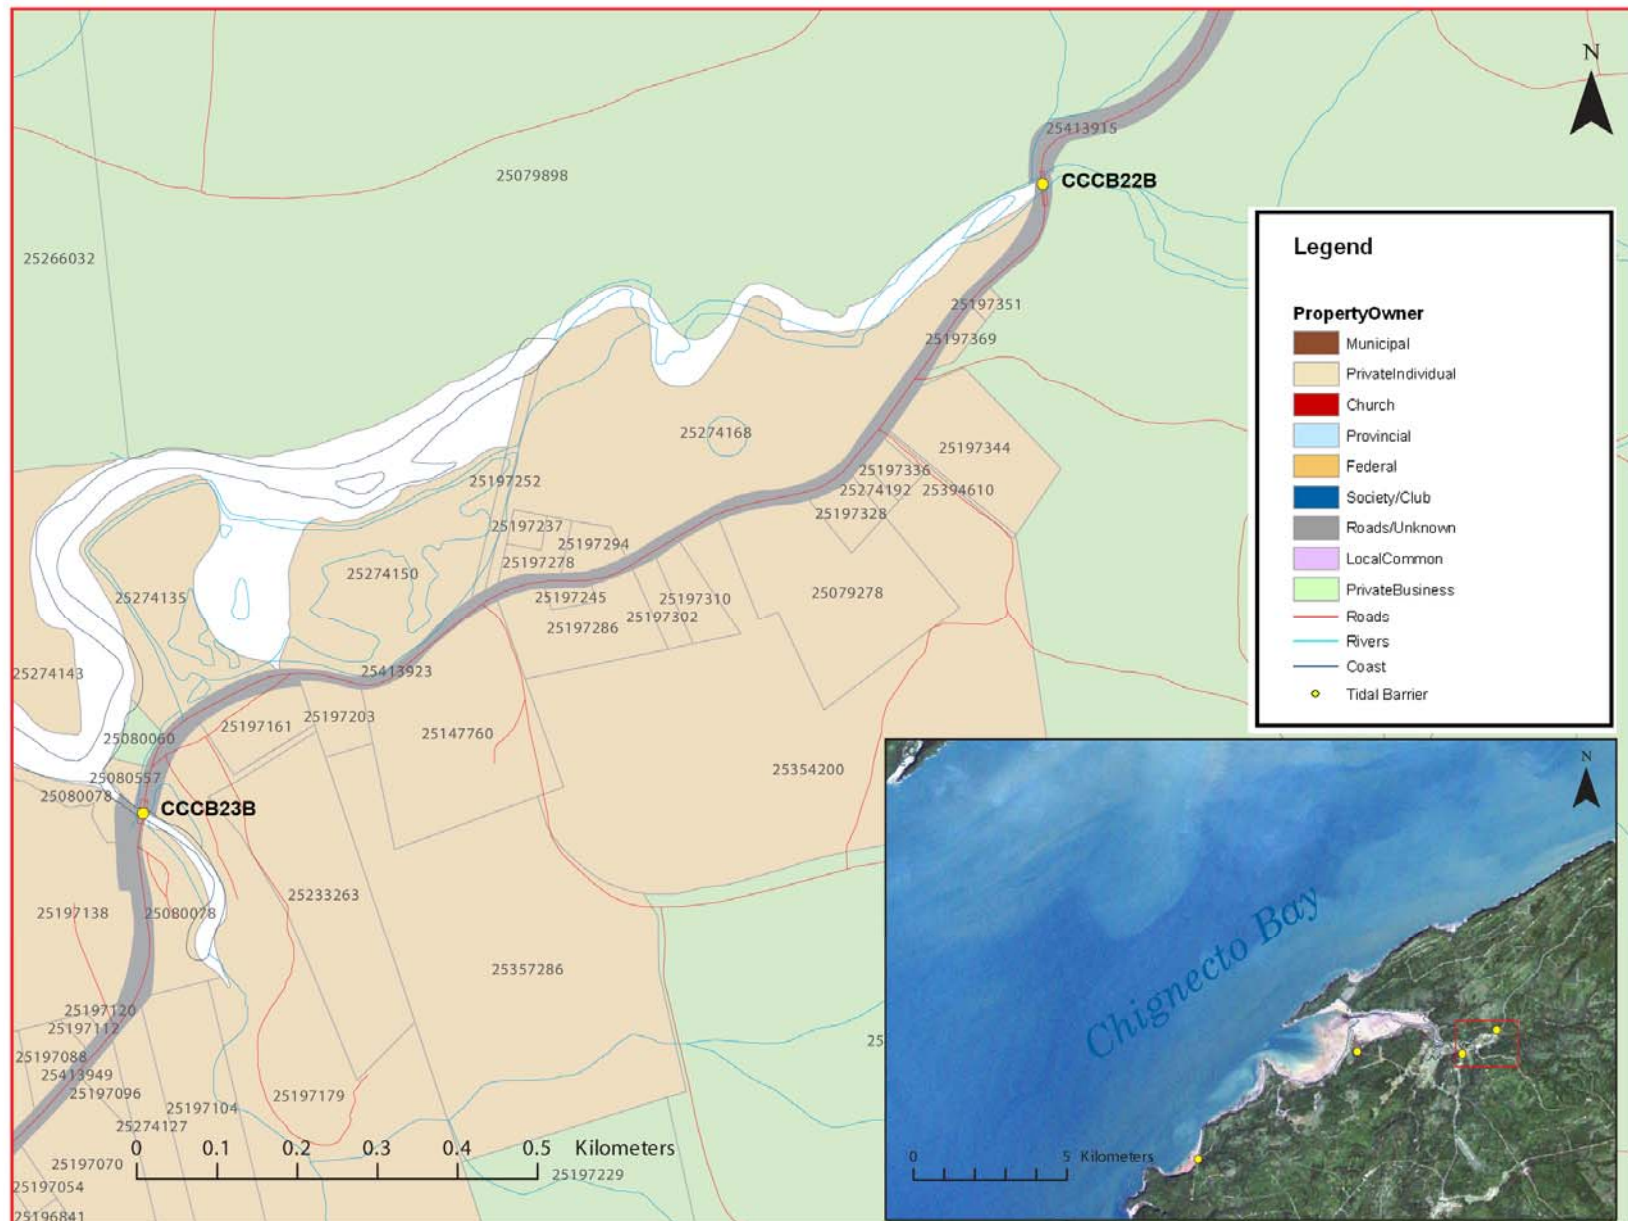 N
25413915
25079898
CCCB22B
25266032
Legend
25197351
PropertyOwner
25197369
Municipal
PrivateIndividual
Church
25274168
Provincial
25197344
Federal
25197336
25197252
25274192
25394610
Society/Club
25197328
25197237
Roads/Unknown
25197294
LocalCommon
25197278
25274150
PrivateBusiness
25274135
25197245
25197310
25079278
Roads
25197302
25197286
Rivers
Coast
25274143
25413923
Tidal Barrier
25197203
25197161
25147760
25080060
N
25354200
25080557
25080078
CCCB23B
25233263
25197138
25080078
Chignecto Bay
25357286
25197120
25197112
25
25197088
25413949
25197096
25197179
25197104
25274127
0 0.1 0.2 0.3 0.4 0.5 Kilometers
0 5 Kilometers
25197070
25197229
25197054
25196841